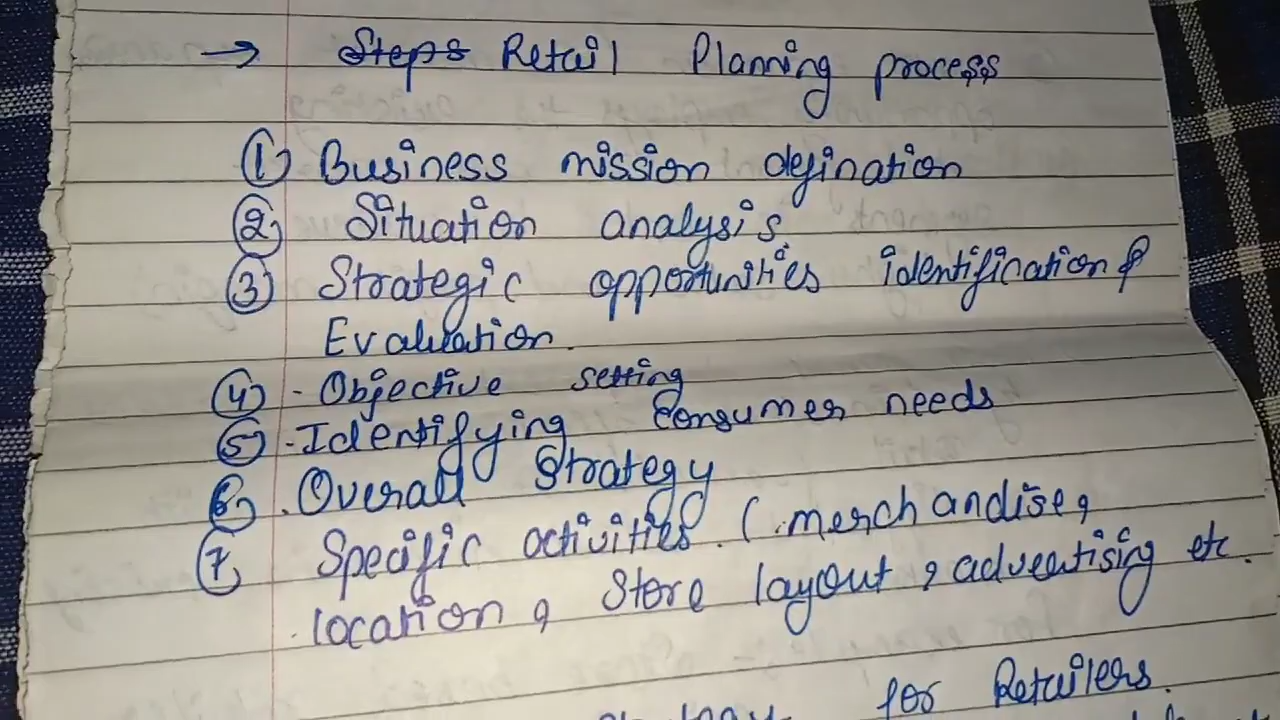 → Steps Retail Planning process
① Business mission defination
② Situation analysis.
③ Strategic opportunities identification &
Evaluation.
④ - Objective setting
⑤ - Identifying Consumer needs
⑥ . Overall Strategy
⑦ Specific activities. (merchandise,
location, Store layout, advertising etc.
for Retailers.